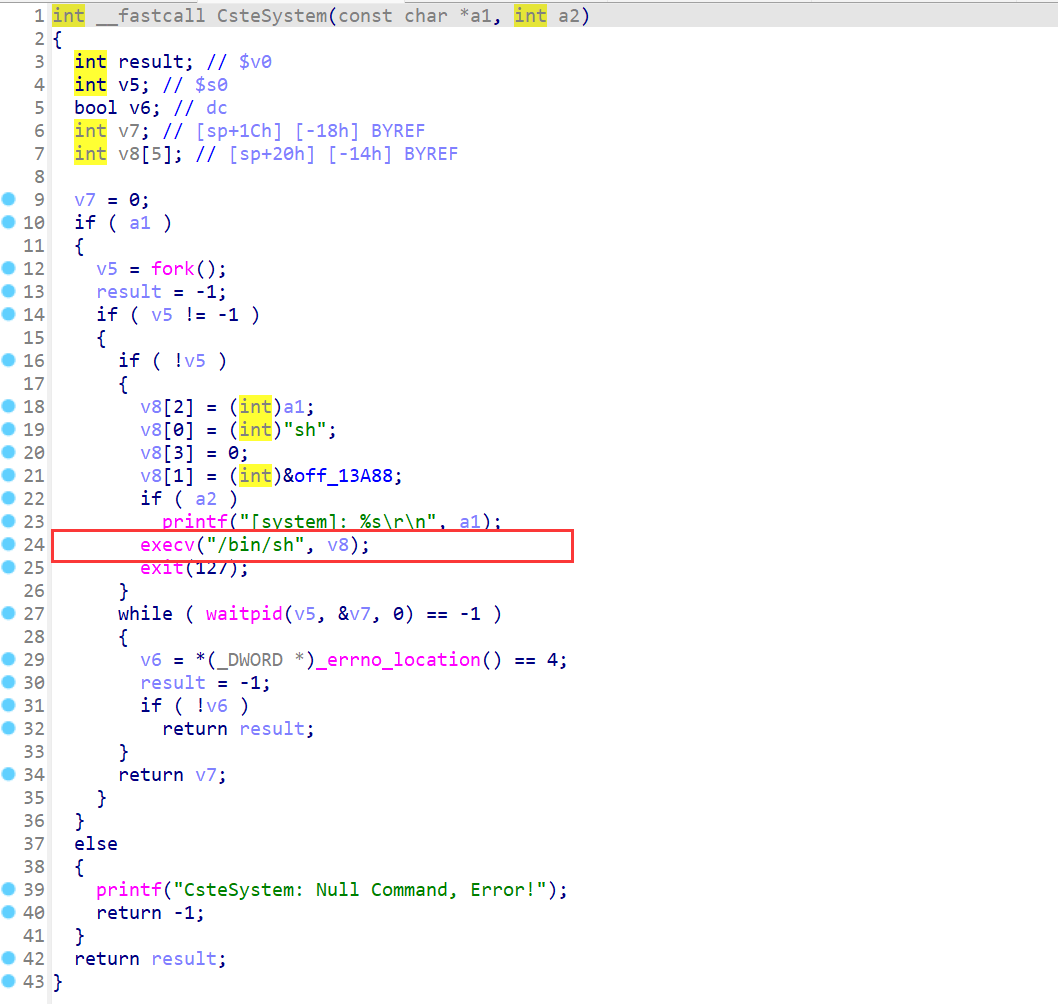 1 int __fastcall CsteSystem(const char *a1, int a2)
2 {
3   int result; // $v0
4   int v5; // $s0
5   bool v6; // dc
6   int v7; // [sp+1Ch] [-18h] BYREF
7   int v8[5]; // [sp+20h] [-14h] BYREF
8
9   v7 = 0;
10   if ( a1 )
11   {
12     v5 = fork();
13     result = -1;
14     if ( v5 != -1 )
15     {
16       if ( !v5 )
17       {
18         v8[2] = (int)a1;
19         v8[0] = (int)"sh";
20         v8[3] = 0;
21         v8[1] = (int)&off_13A88;
22         if ( a2 )
23           printf("[system]: %s\r\n", a1);
24         execv("/bin/sh", v8);
25         exit(127);
26       }
27       while ( waitpid(v5, &v7, 0) == -1 )
28       {
29         v6 = *(_DWORD *)_errno_location() == 4;
30         result = -1;
31         if ( !v6 )
32           return result;
33       }
34       return v7;
35     }
36   }
37   else
38   {
39     printf("CsteSystem: Null Command, Error!");
40     return -1;
41   }
42   return result;
43 }